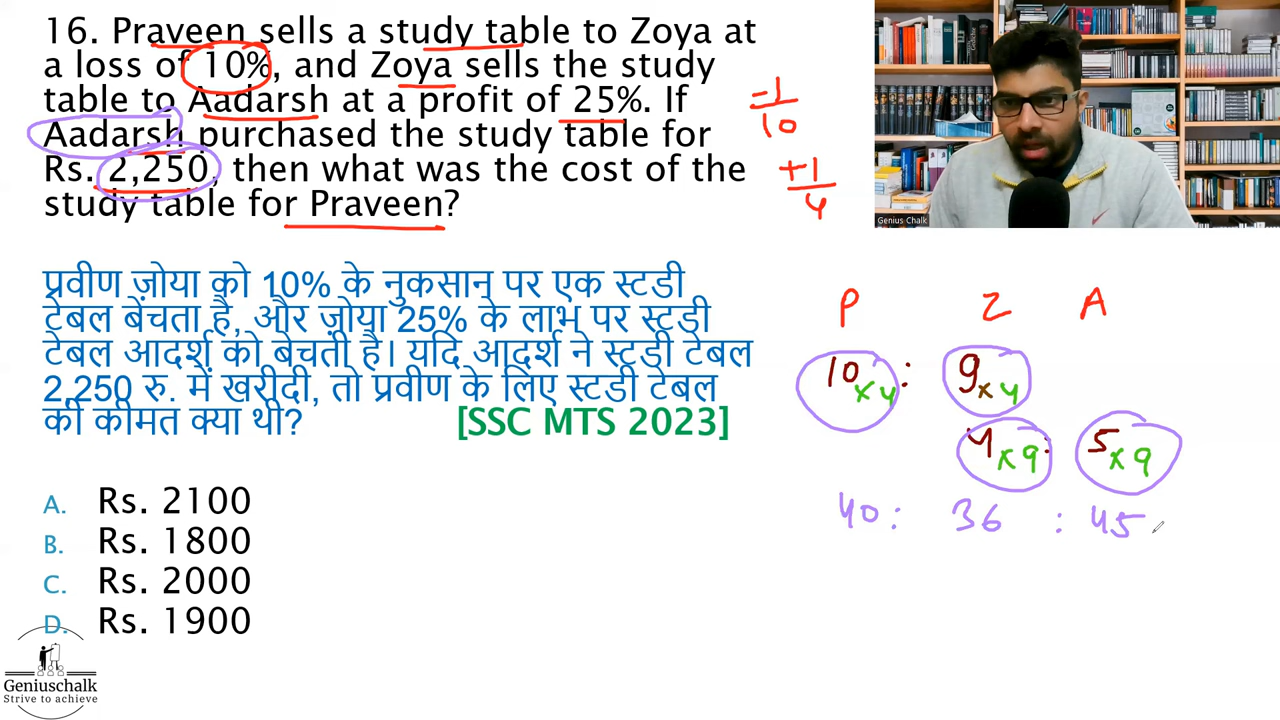 16. Praveen sells a study table to Zoya at
a loss of 10%, and Zoya sells the study
table to Aadarsh at a profit of 25%. If
Aadarsh purchased the study table for
Rs. 2,250, then what was the cost of the
study table for Praveen?
-1/10
+1/4
Genius Chalk
प्रवीण ज़ोया को 10% के नुकसान पर एक स्टडी
टेबल बेंचता है, और ज़ोया 25% के लाभ पर स्टडी
टेबल आदर्श को बेचती है। यदि आदर्श ने स्टडी टेबल
2,250 रु. में खरीदी, तो प्रवीण के लिए स्टडी टेबल
की कीमत क्या थी? [SSC MTS 2023]
P Z A
10 x 4 : 9 x 4
4 x 9 : 5 x 9
40 : 36 : 45
A. Rs. 2100
B. Rs. 1800
C. Rs. 2000
D. Rs. 1900
Geniuschalk
Strive to achieve